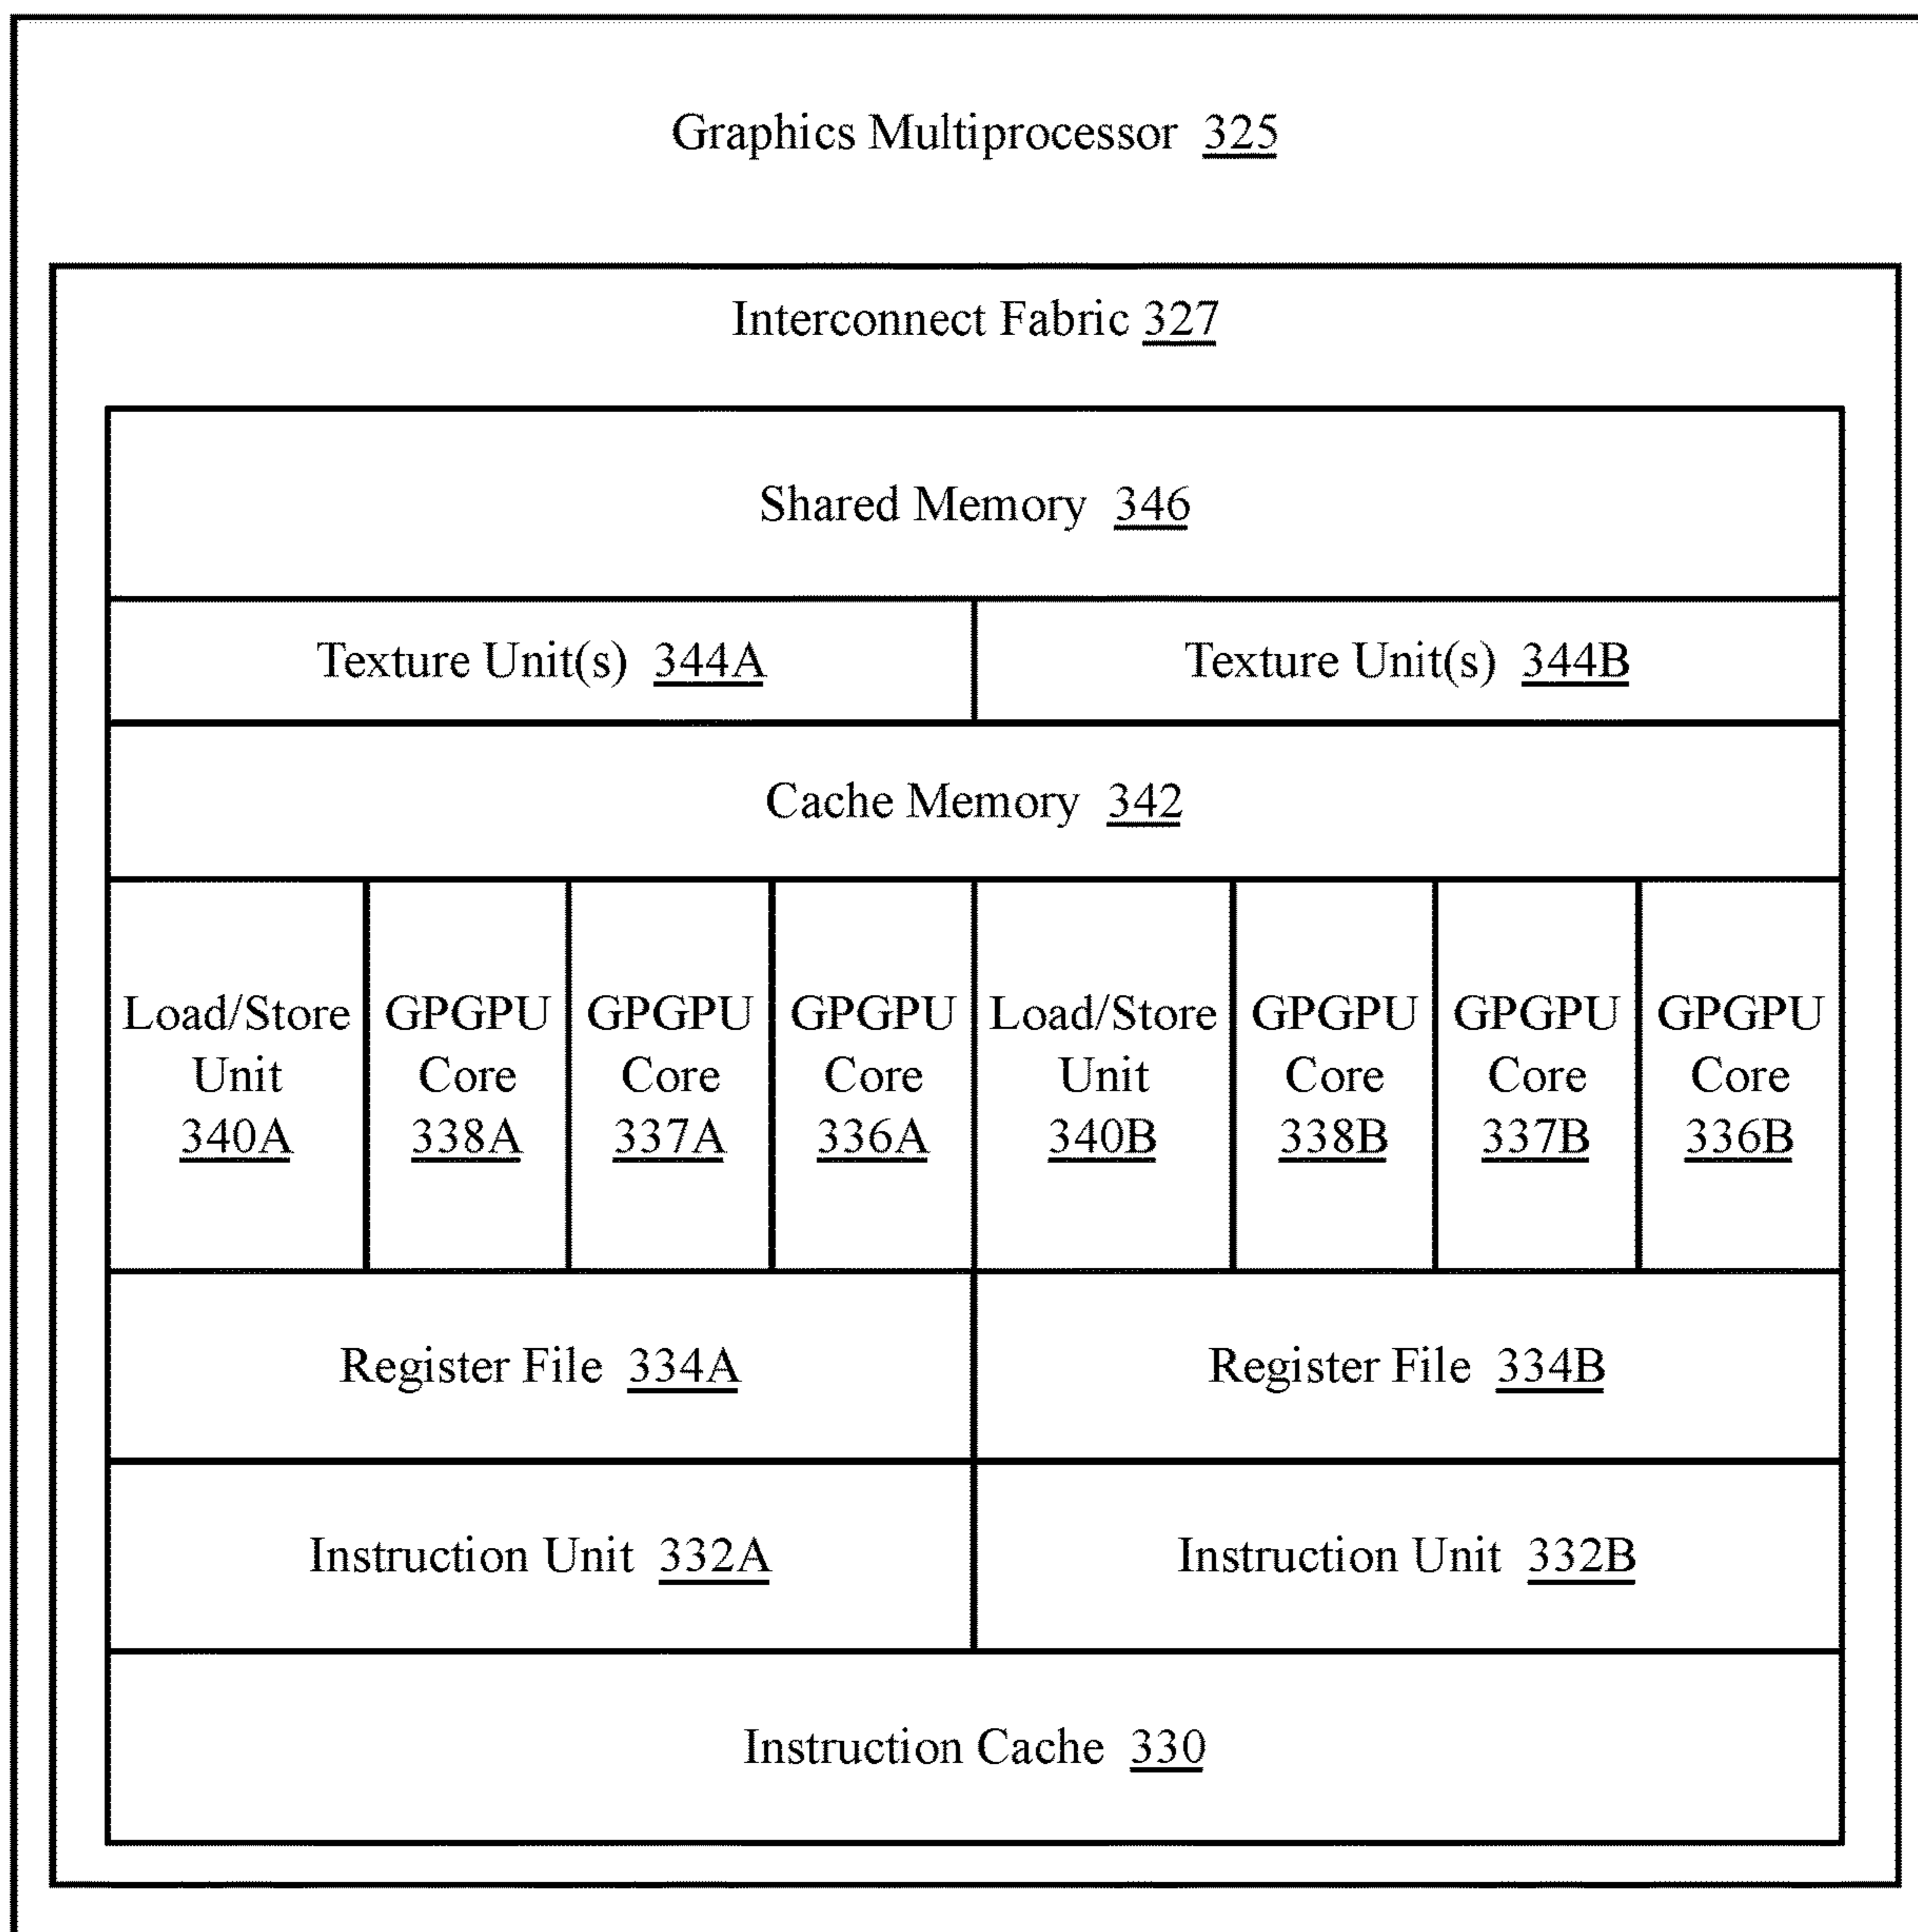 Graphics Multiprocessor 325
Interconnect Fabric 327
Shared Memory 346
Texture Unit(s) 344A
Texture Unit(s) 344B
Cache Memory 342
Load/Store
Unit
340A
GPGPU
Core
338A
GPGPU
Core
337A
GPGPU
Core
336A
Load/Store
Unit
340B
GPGPU
Core
338B
GPGPU
Core
337B
GPGPU
Core
336B
Register File 334A
Register File 334B
Instruction Unit 332A
Instruction Unit 332B
Instruction Cache 330